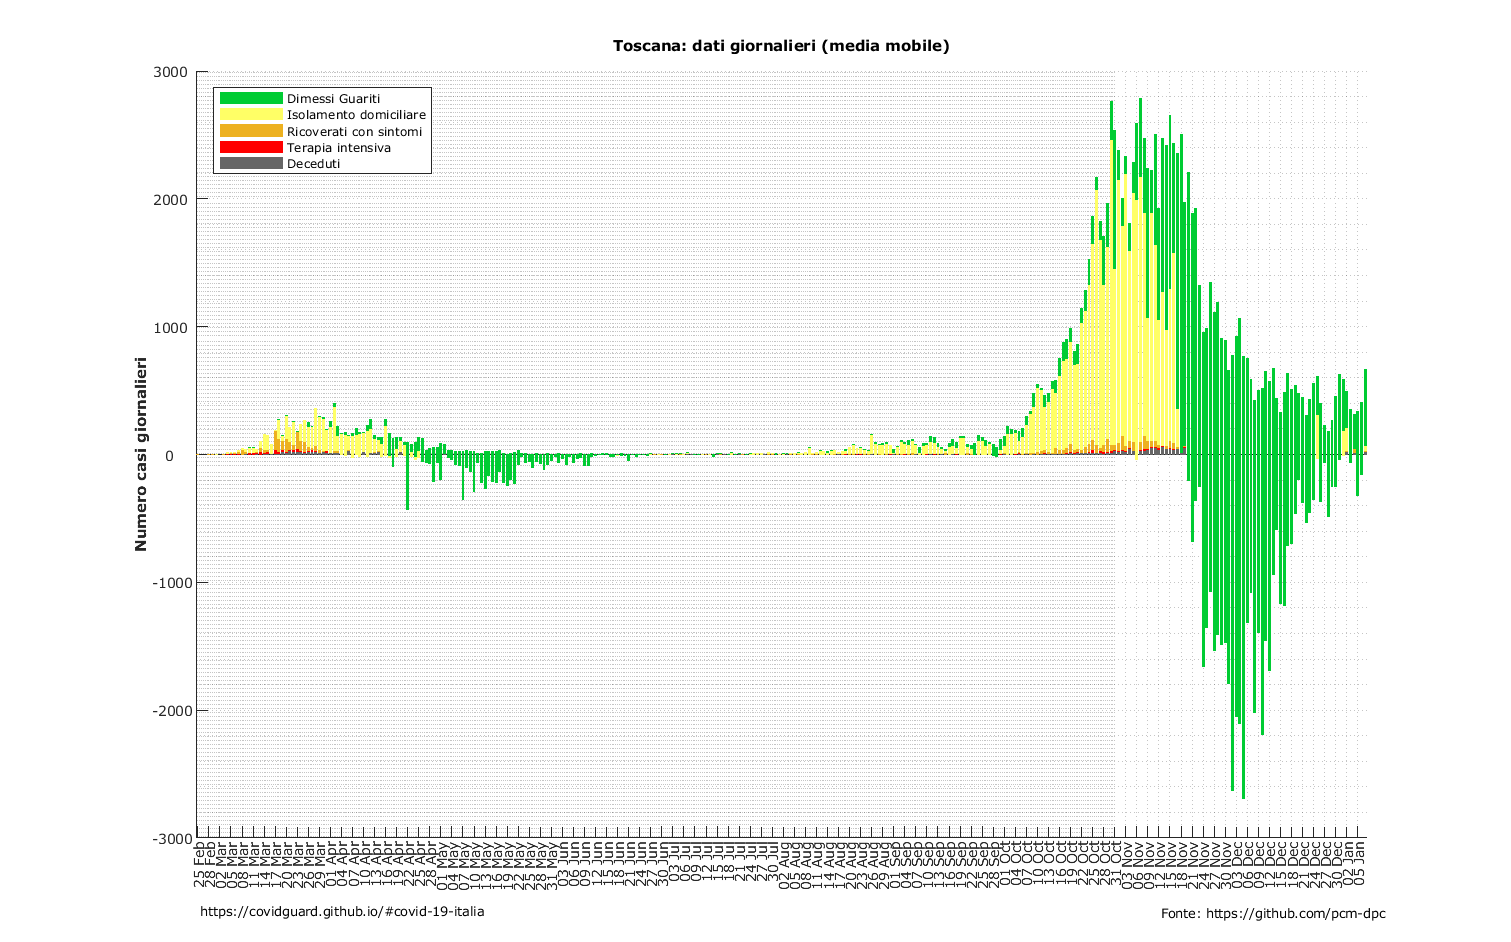 Toscana: dati giornalieri (media mobile)
3000
2000
1000
0
-1000
-2000
-3000
Numero casi giornalieri
Dimessi Guariti
Isolamento domiciliare
Ricoverati con sintomi
Terapia intensiva
Deceduti
25 Feb
28 Feb
02 Mar
05 Mar
08 Mar
11 Mar
14 Mar
17 Mar
20 Mar
23 Mar
26 Mar
29 Mar
01 Apr
04 Apr
07 Apr
10 Apr
13 Apr
16 Apr
19 Apr
22 Apr
25 Apr
28 Apr
01 May
04 May
07 May
10 May
13 May
16 May
19 May
22 May
25 May
28 May
31 May
03 Jun
06 Jun
09 Jun
12 Jun
15 Jun
18 Jun
21 Jun
24 Jun
27 Jun
30 Jun
03 Jul
06 Jul
09 Jul
12 Jul
15 Jul
18 Jul
21 Jul
24 Jul
27 Jul
30 Jul
02 Aug
05 Aug
08 Aug
11 Aug
14 Aug
17 Aug
20 Aug
23 Aug
26 Aug
29 Aug
01 Sep
04 Sep
07 Sep
10 Sep
13 Sep
16 Sep
19 Sep
22 Sep
25 Sep
28 Sep
01 Oct
04 Oct
07 Oct
10 Oct
13 Oct
16 Oct
19 Oct
22 Oct
25 Oct
28 Oct
31 Oct
03 Nov
06 Nov
09 Nov
12 Nov
15 Nov
18 Nov
21 Nov
24 Nov
27 Nov
30 Nov
03 Dec
06 Dec
09 Dec
12 Dec
15 Dec
18 Dec
21 Dec
24 Dec
27 Dec
30 Dec
02 Jan
05 Jan
https://covidguard.github.io/#covid-19-italia
Fonte: https://github.com/pcm-dpc